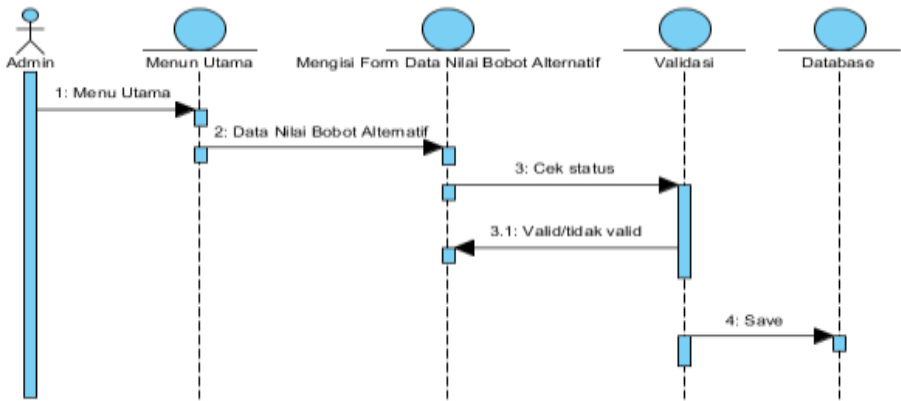 Admin
Menun Utama
Mengisi Form Data Nilai Bobot Alternatif
Validasi
Database
1: Menu Utama
2: Data Nilai Bobot Alternatif
3: Cek status
3.1: Valid/tidak valid
4: Save